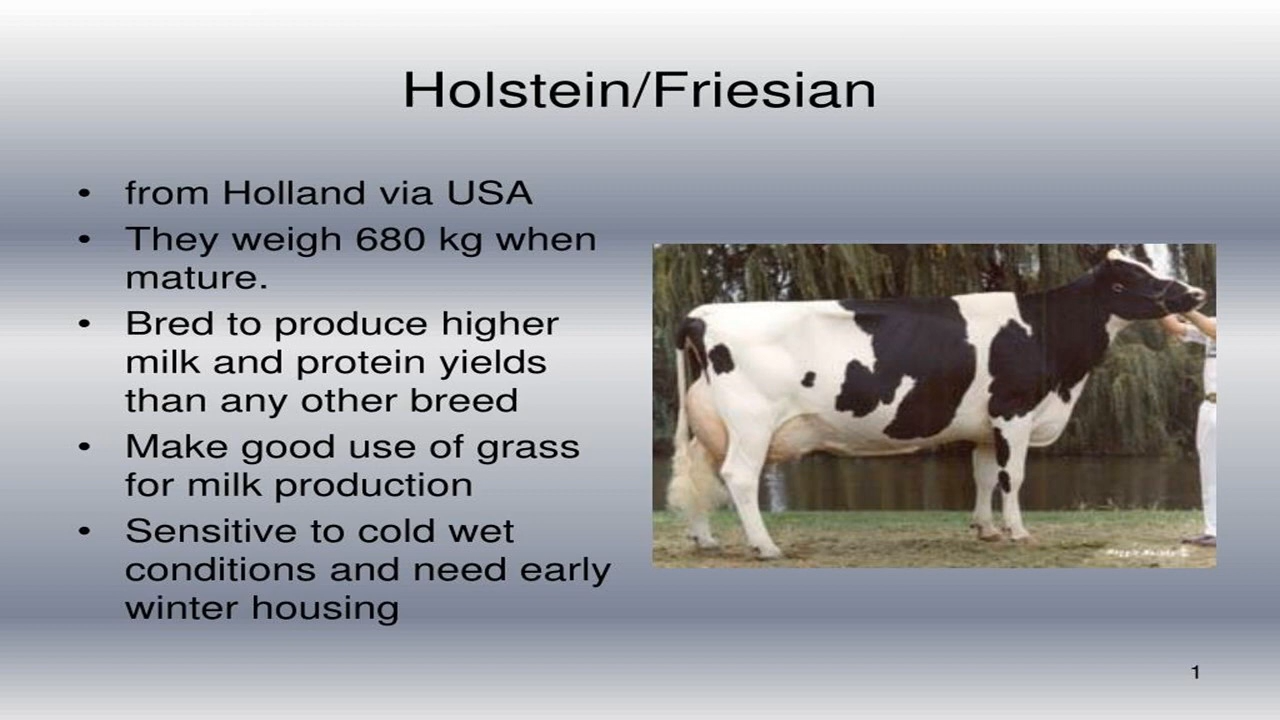 Holstein/Friesian
• from Holland via USA
• They weigh 680 kg when
mature.
• Bred to produce higher
milk and protein yields
than any other breed
• Make good use of grass
for milk production
• Sensitive to cold wet
conditions and need early
winter housing
1